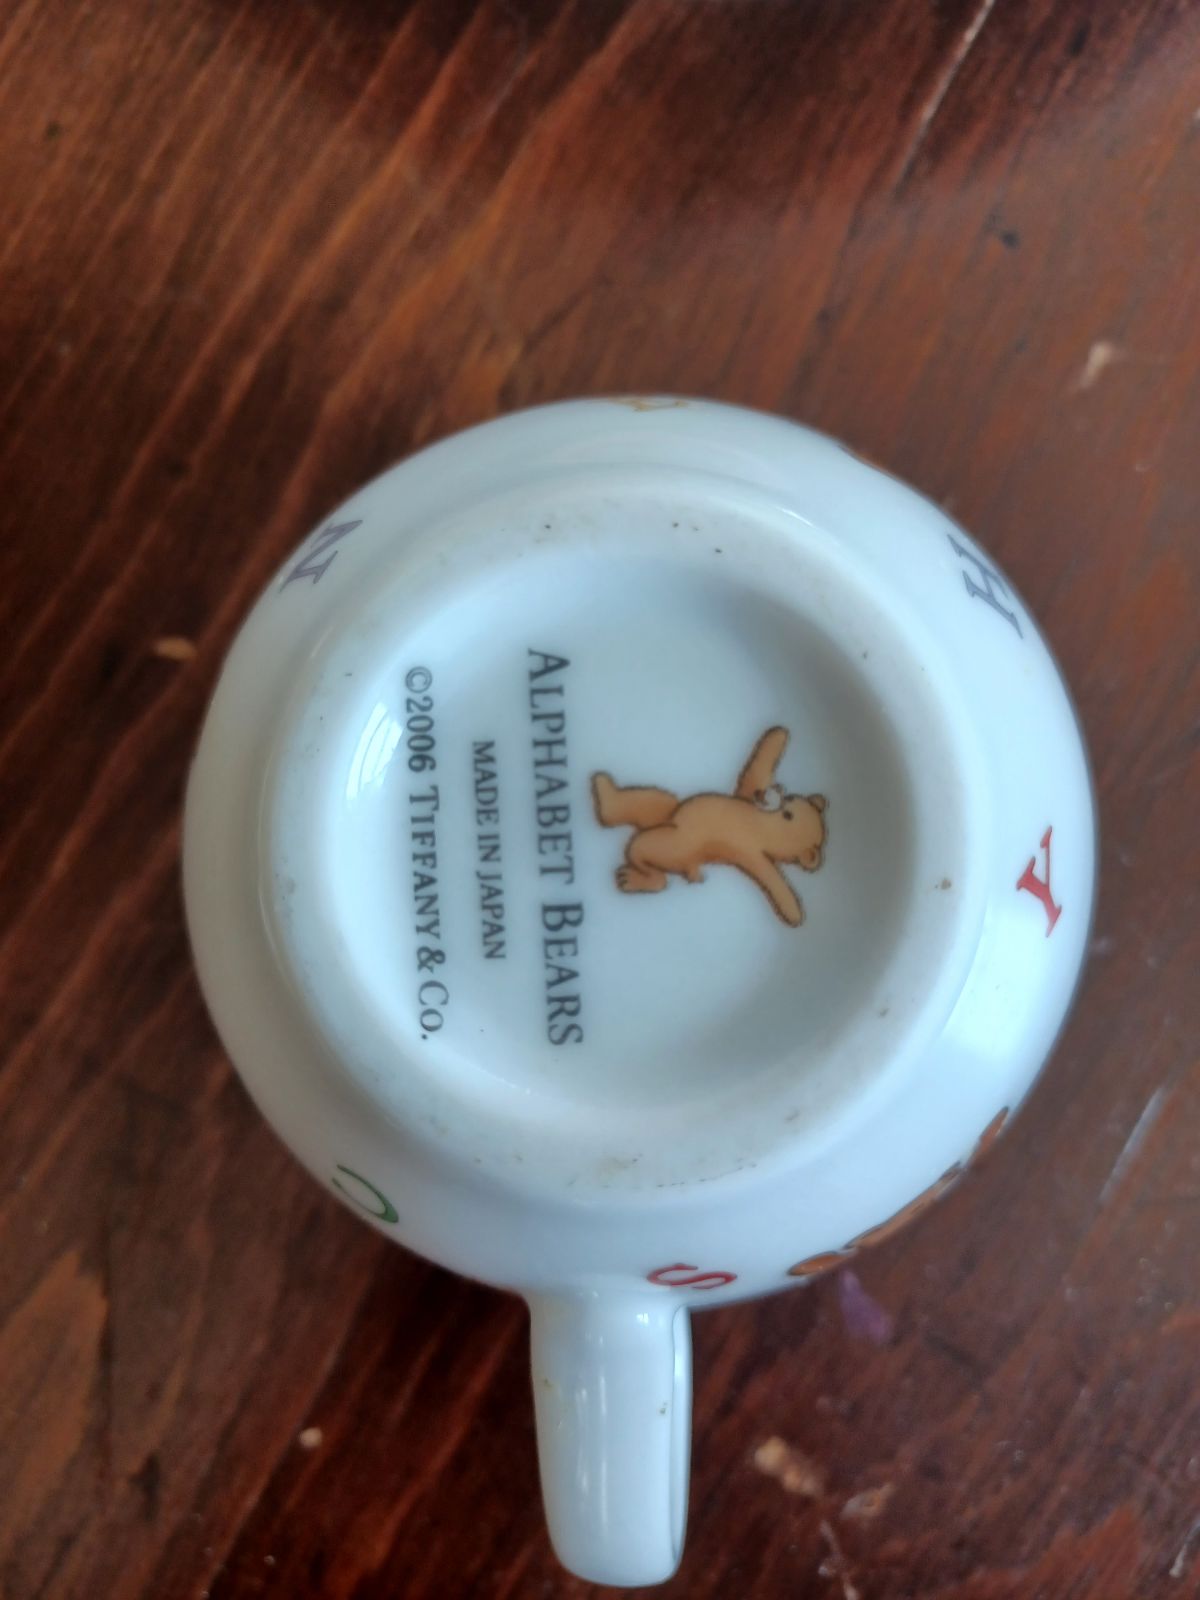 ALPHABET BEARS
MADE IN JAPAN
©2006 TIFFANY & CO.
N
H
Y
S